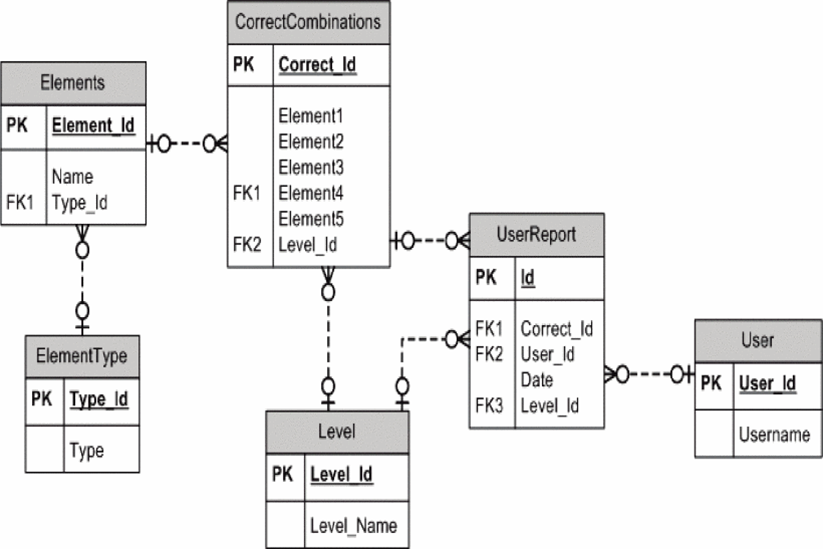 CorrectCombinations
PK Correct_Id
Element1
Element2
Element3
FK1 Element4
Element5
FK2 Level_Id
Elements
PK Element_Id
Name
FK1 Type_Id
UserReport
PK Id
FK1 Correct_Id
FK2 User_Id
Date
FK3 Level_Id
User
PK User_Id
Username
ElementType
PK Type_Id
Type
Level
PK Level_Id
Level_Name